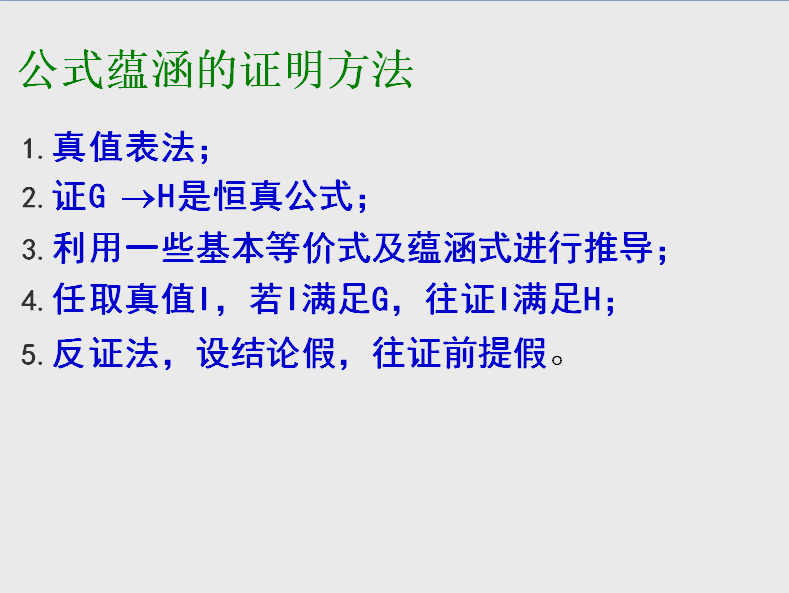 公式蕴涵的证明方法
1. 真值表法；
2. 证G →H是恒真公式；
3. 利用一些基本等价式及蕴涵式进行推导；
4. 任取真值I，若I满足G，往证I满足H；
5. 反证法，设结论假，往证前提假。